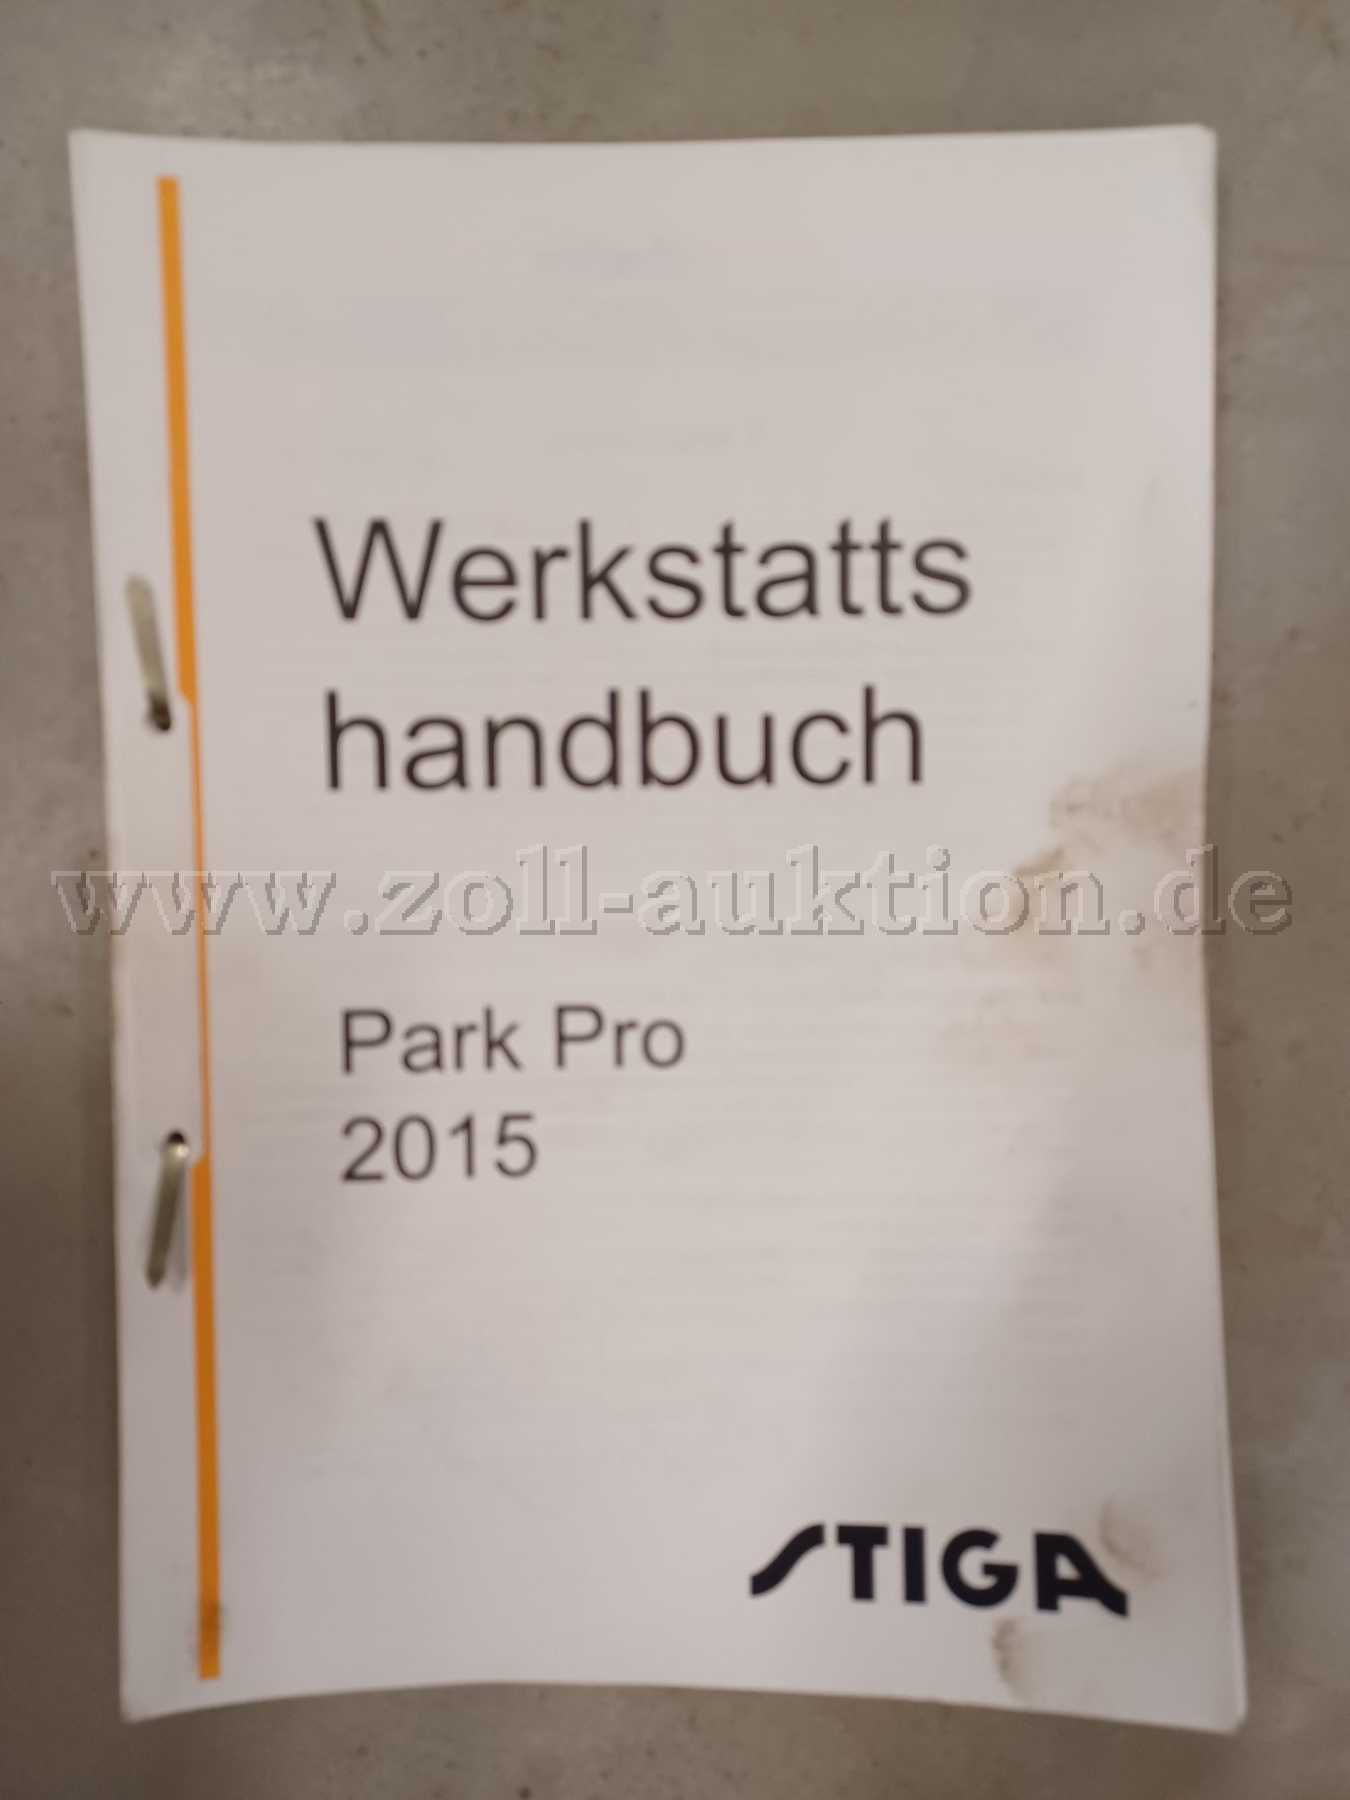 Werkstatts
handbuch
www.zoll-auktion.de
Park Pro
2015
STIGA